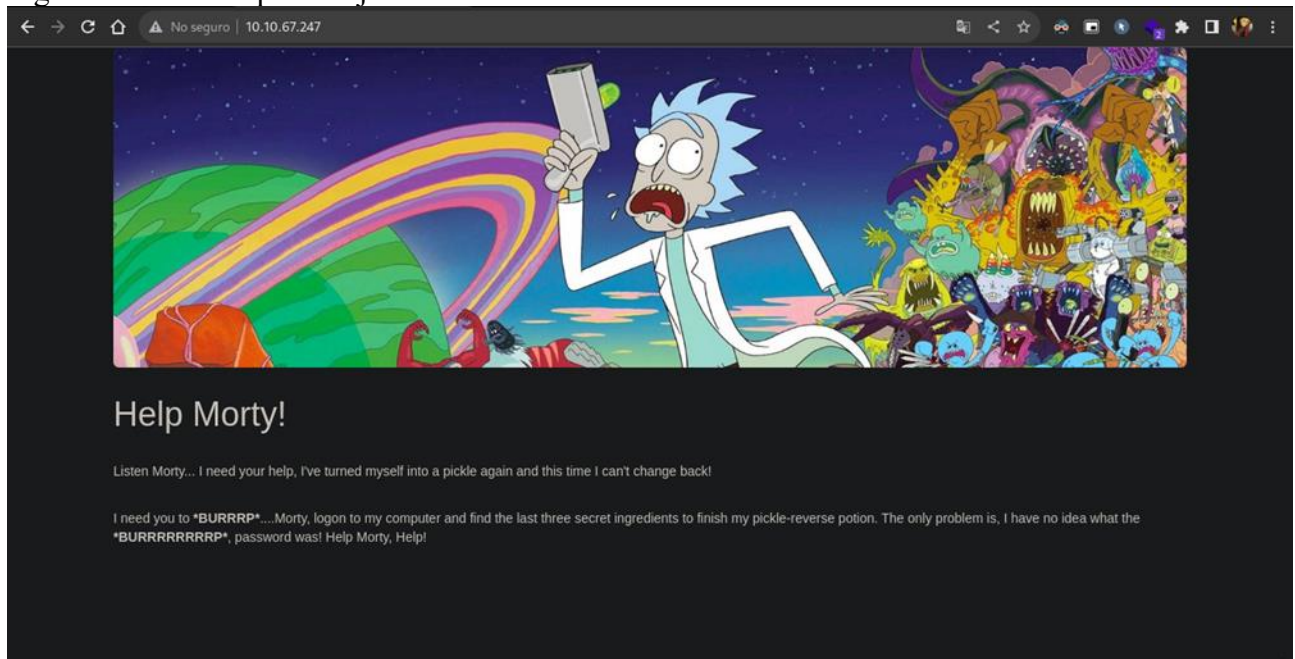 No seguro | 10.10.67.247
2
Help Morty!
Listen Morty... I need your help, I've turned myself into a pickle again and this time I can't change back!
I need you to *BURRRP*....Morty, logon to my computer and find the last three secret ingredients to finish my pickle-reverse potion. The only problem is, I have no idea what the
*BURRRRRRRRP*, password was! Help Morty, Help!